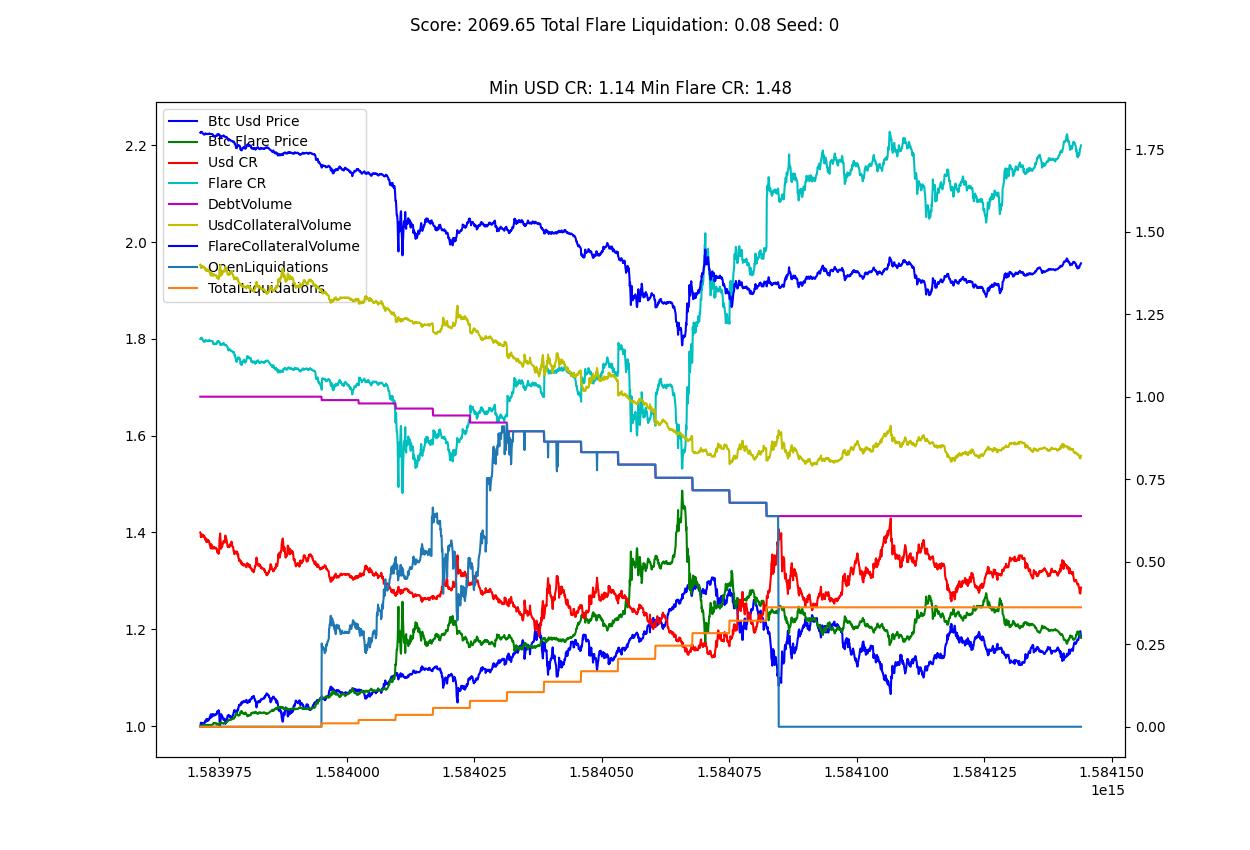 Score: 2069.65 Total Flare Liquidation: 0.08 Seed: 0
Min USD CR: 1.14 Min Flare CR: 1.48
Btc Usd Price
Btc Flare Price
Usd CR
Flare CR
DebtVolume
UsdCollateralVolume
FlareCollateralVolume
OpenLiquidations
TotalLiquidations
2.2
2.0
1.8
1.6
1.4
1.2
1.0
1.75
1.50
1.25
1.00
0.75
0.50
0.25
0.00
1.583975 1.584000 1.584025 1.584050 1.584075 1.584100 1.584125 1.584150
1e15